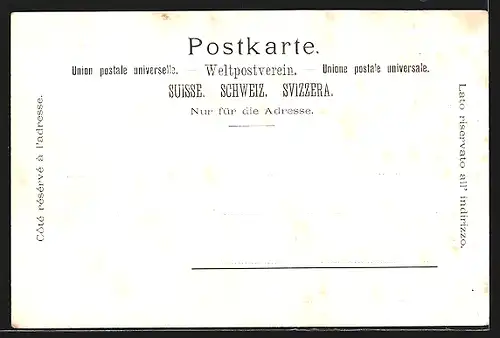 Postkarte.
Union postale universelle. — Weltpostverein. — Unione postale universale.
SUISSE. SCHWEIZ. SVIZZERA.
Nur für die Adresse.
Côté résérvé à l'adresse.
Lato riservato all' indirizzo.